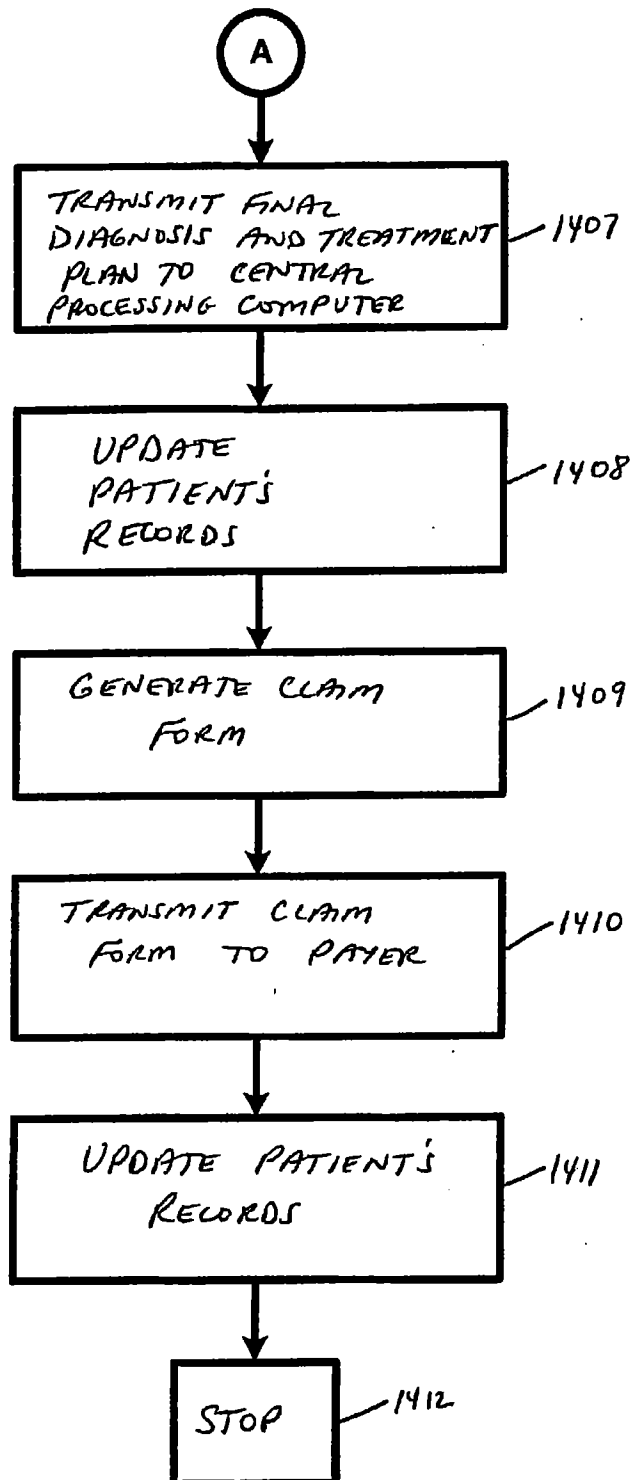 A
TRANSMIT FINAL
DIAGNOSIS AND TREATMENT
PLAN TO CENTRAL
PROCESSING COMPUTER
1407
UPDATE
PATIENT'S
RECORDS
1408
GENERATE CLAIM
FORM
1409
TRANSMIT CLAIM
FORM TO PAYER
1410
UPDATE PATIENT'S
RECORDS
1411
STOP
1412